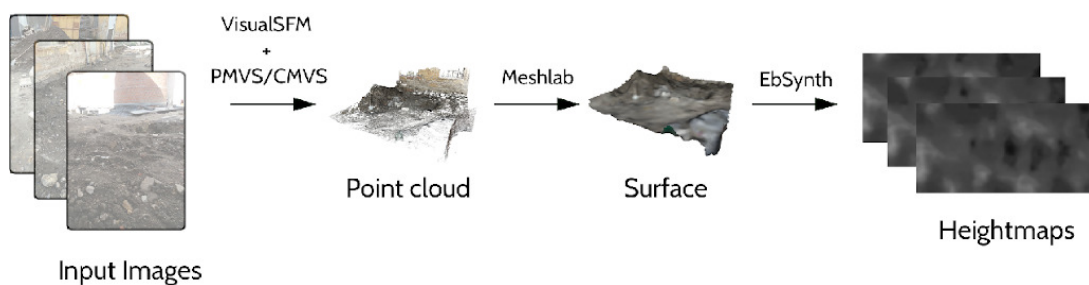 VisualSFM
+
PMVS/CMVS
Meshlab
EbSynth
Point cloud
Surface
Heightmaps
Input Images